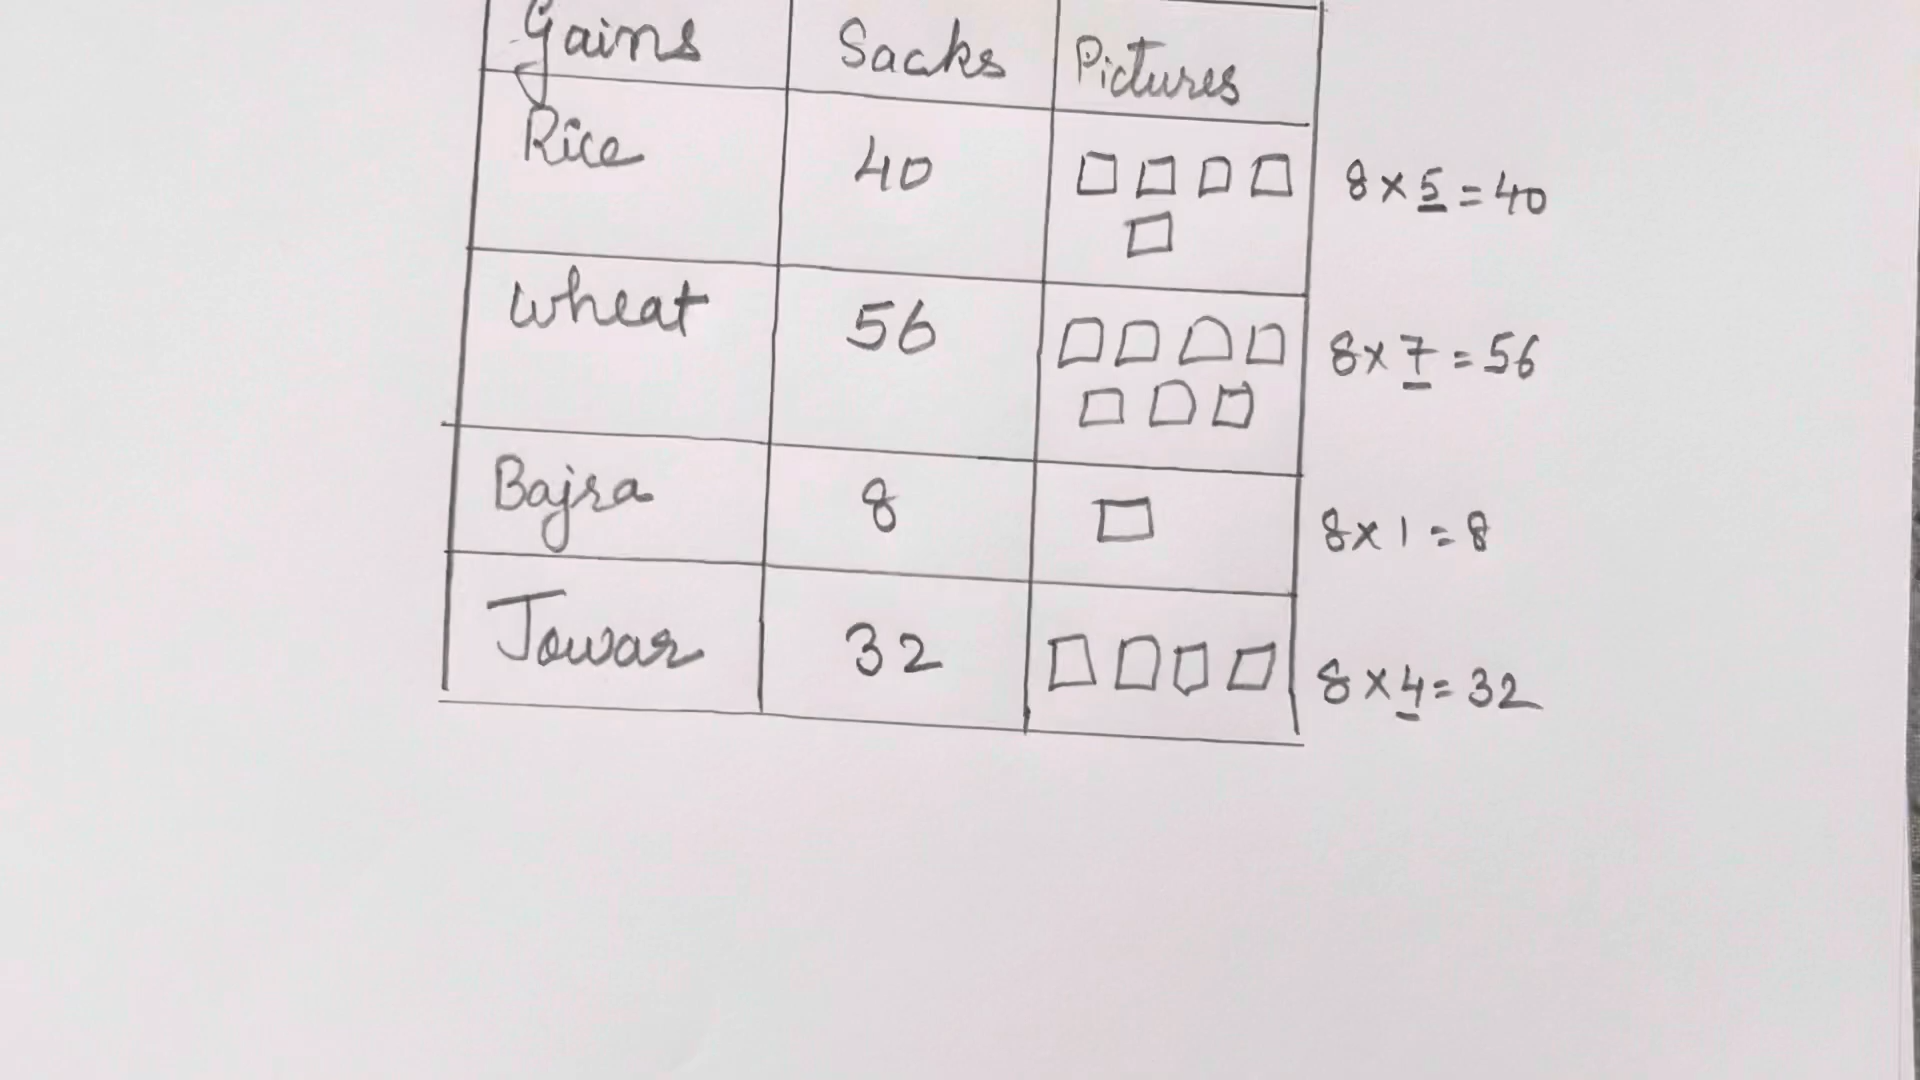 Gains Sacks Pictures
Rice 40 8 x 5 = 40
Wheat 56 8 x 7 = 56
Bajra 8 8 x 1 = 8
Jowar 32 8 x 4 = 32